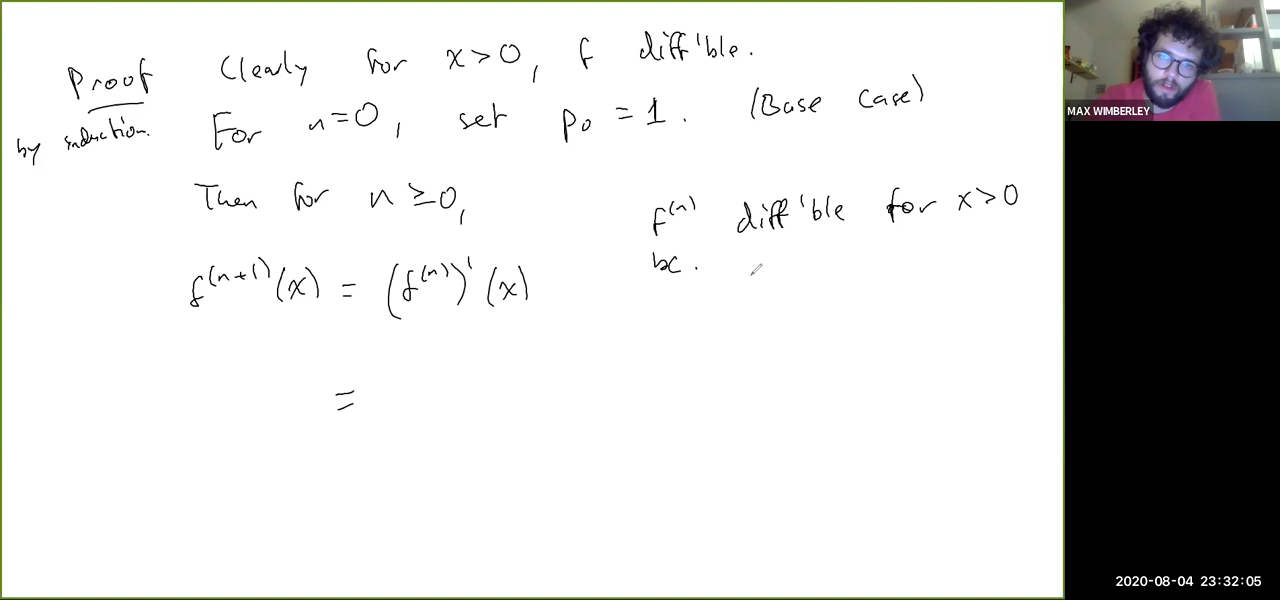 Proof Clearly for x>0, f diff'ble.
by induction. For n=0, set p₀ = 1. (Base case)
Then for n ≥0,
f⁽ⁿ⁾ diff'ble for x>0
bc.
f⁽ⁿ⁺¹⁾(x) = (f⁽ⁿ⁾)'(x)
=
MAX WIMBERLEY
2020-08-04 23:32:05